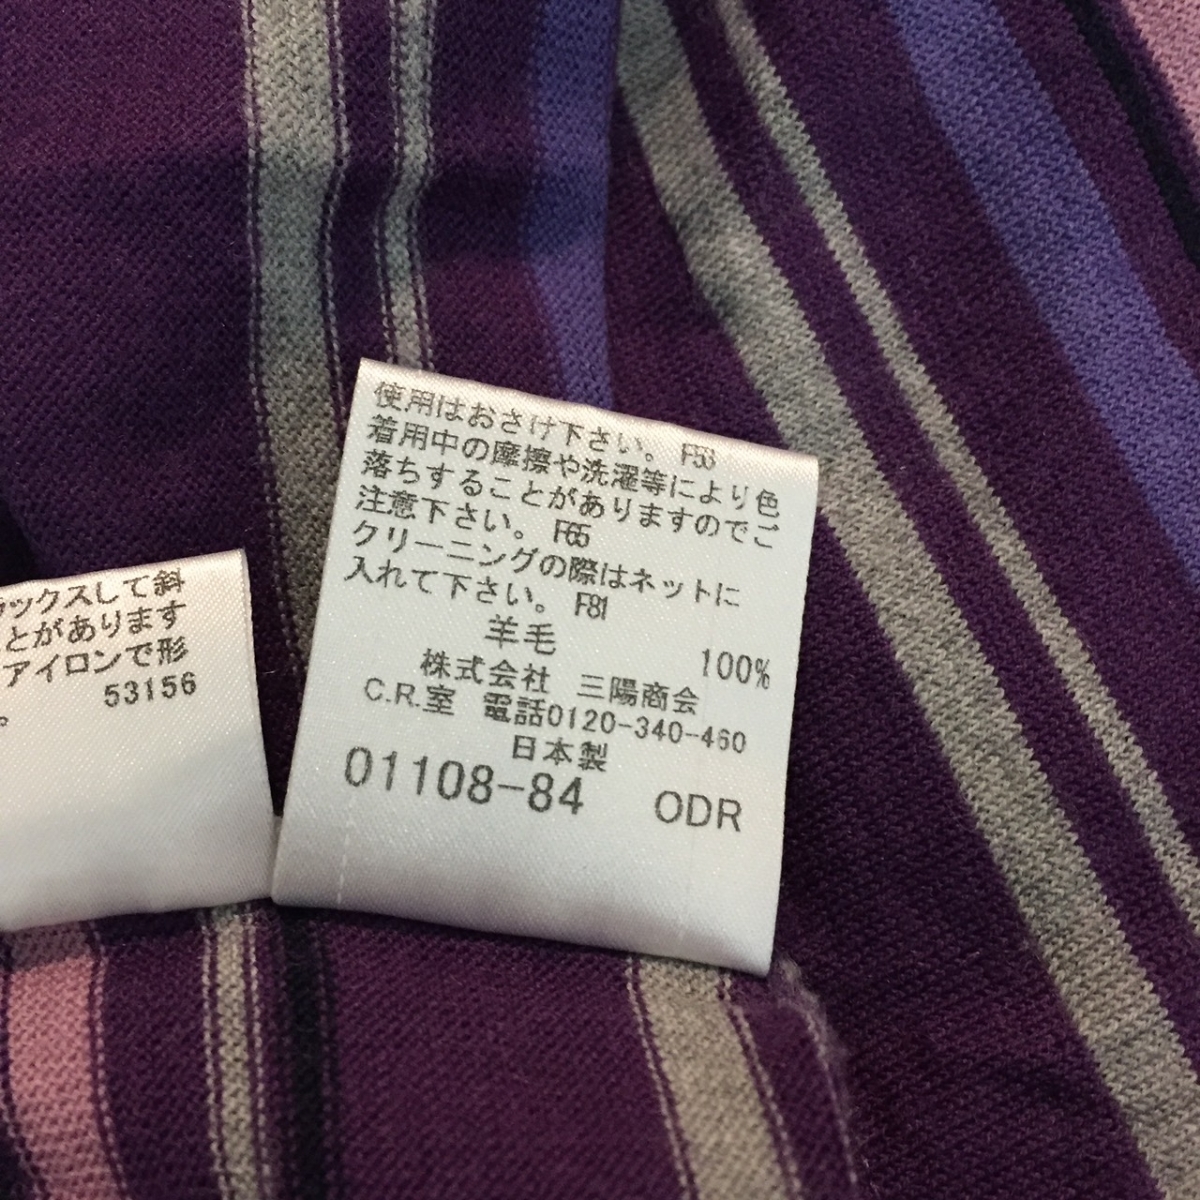 使用はおさけ下さい。 F53
着用中の摩擦や洗濯等により色
落ちすることがありますのでご
注意下さい。 F65
クリーニングの際はネットに
入れて下さい。 F81
羊毛 100%
株式会社 三陽商会
C.R.室 電話0120-340-460
日本製
01108-84 ODR
ックスして斜
とがあります
アイロンで形
53156
。